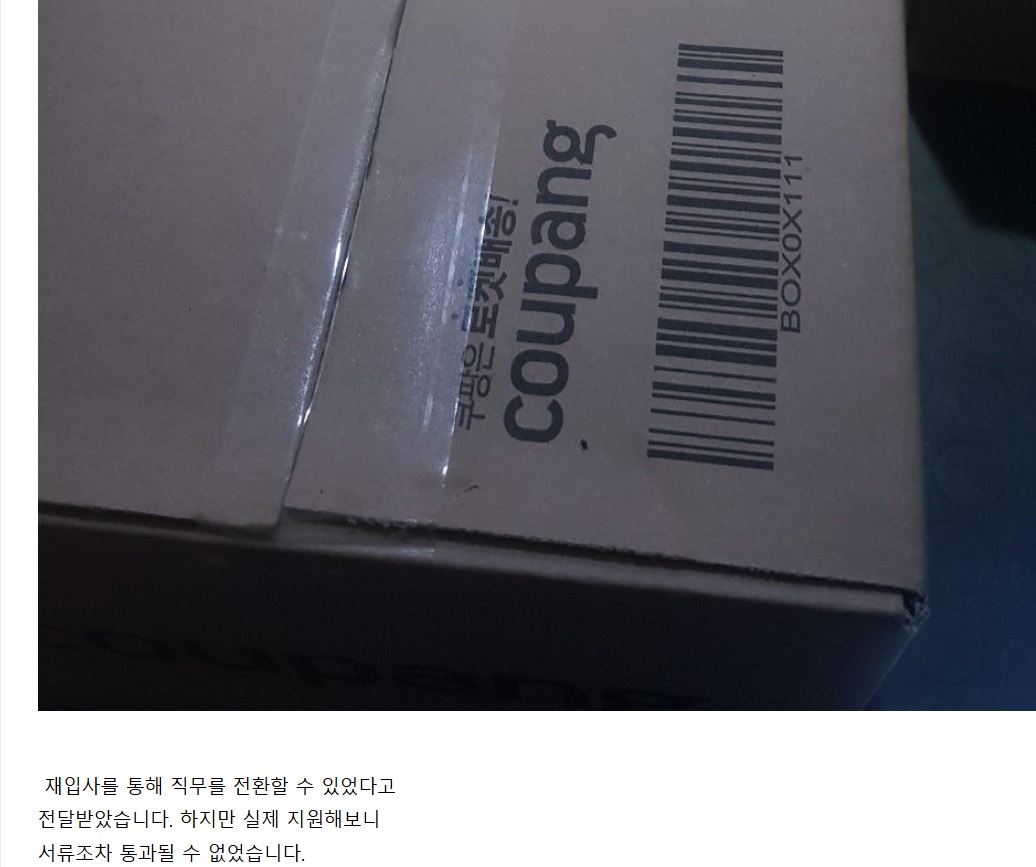 쿠팡은 로켓배송!
coupang
BOX0X111
coupang
재입사를 통해 직무를 전환할 수 있었다고
전달받았습니다. 하지만 실제 지원해보니
서류조차 통과될 수 없었습니다.